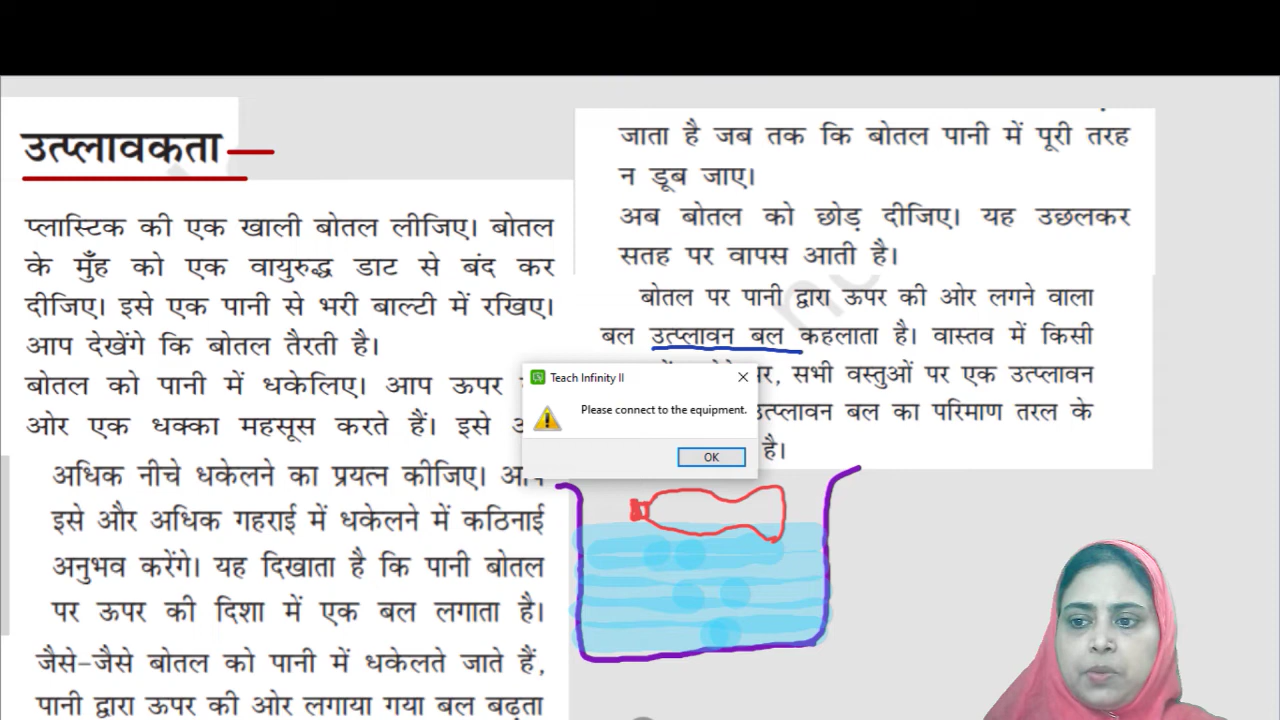 उत्प्लावकता
प्लास्टिक की एक खाली बोतल लीजिए। बोतल
के मुँह को एक वायुरुद्ध डाट से बंद कर
दीजिए। इसे एक पानी से भरी बाल्टी में रखिए।
आप देखेंगे कि बोतल तैरती है।
बोतल को पानी में धकेलिए। आप ऊपर
ओर एक धक्का महसूस करते हैं। इसे
अधिक नीचे धकेलने का प्रयत्न कीजिए। आप
इसे और अधिक गहराई में धकेलने में कठिनाई
अनुभव करेंगे। यह दिखाता है कि पानी बोतल
पर ऊपर की दिशा में एक बल लगाता है।
जैसे-जैसे बोतल को पानी में धकेलते जाते हैं,
पानी द्वारा ऊपर की ओर लगाया गया बल बढ़ता
जाता है जब तक कि बोतल पानी में पूरी तरह
न डूब जाए।
अब बोतल को छोड़ दीजिए। यह उछलकर
सतह पर वापस आती है।
बोतल पर पानी द्वारा ऊपर की ओर लगने वाला
बल उत्प्लावन बल कहलाता है। वास्तव में किसी
सभी वस्तुओं पर एक उत्प्लावन
उत्प्लावन बल का परिमाण तरल के
है।
Teach Infinity II
Please connect to the equipment.
OK